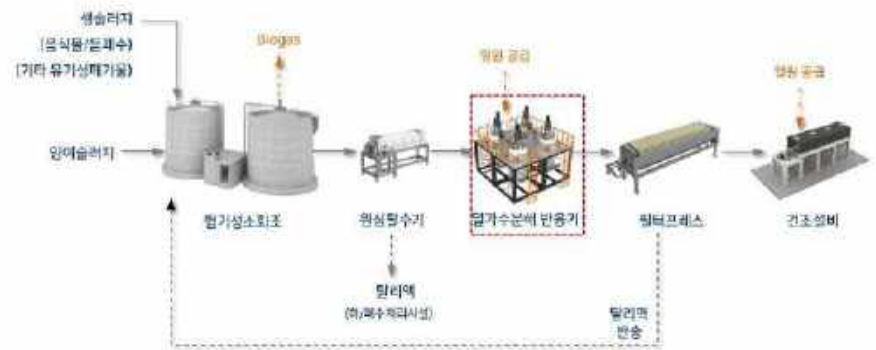 생슬러지
(음식물/돈폐수)
(기타 유기성폐기물)
Biogas
열원 공급
열원 공급
잉여슬러지
혐기성소화조
원심탈수기
열가수분해 반응기
필터프레스
건조설비
탈리액
(하/폐수처리시설)
탈리액
반송